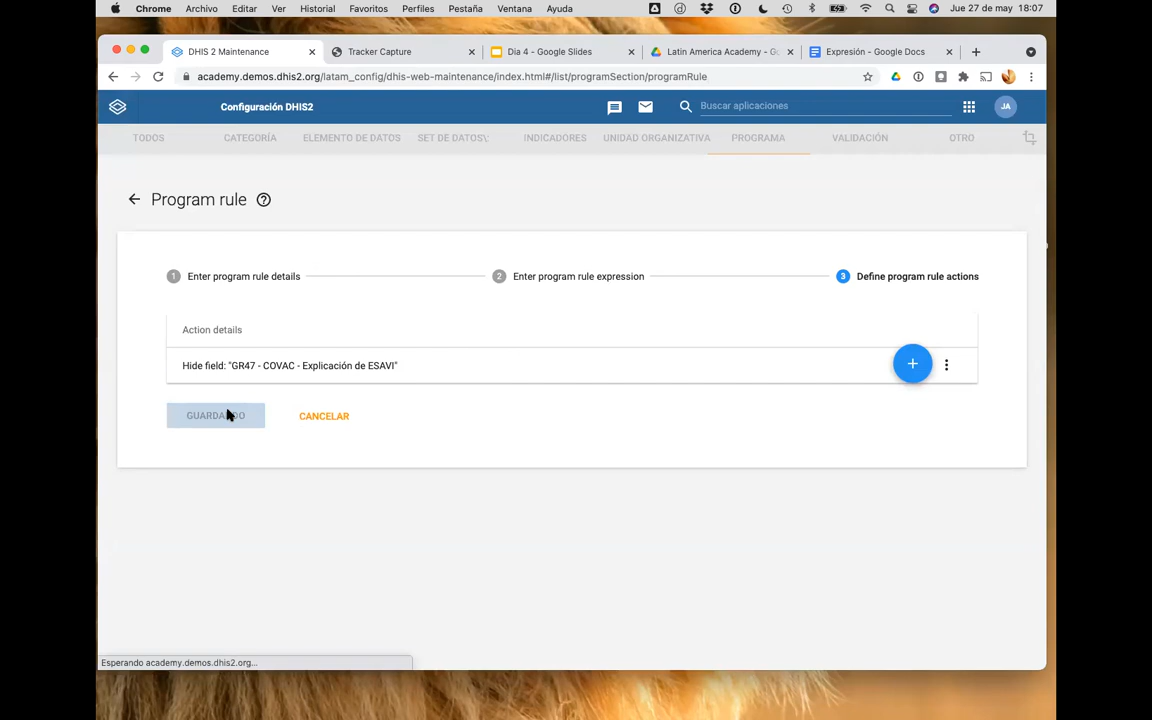 Chrome Archivo Editar Ver Historial Favoritos Perfiles Pestaña Ventana Ayuda Jue 27 de may 18:07
DHIS 2 Maintenance Tracker Capture Dia 4 - Google Slides Latin America Academy - G Expresión - Google Docs
academy.demos.dhis2.org/latam_config/dhis-web-maintenance/index.html#/list/programSection/programRule
Configuración DHIS2 Buscar aplicaciones JA
TODOS CATEGORÍA ELEMENTO DE DATOS SET DE DATOS\; INDICADORES UNIDAD ORGANIZATIVA PROGRAMA VALIDACIÓN OTRO
Program rule
1 Enter program rule details 2 Enter program rule expression 3 Define program rule actions
Action details
Hide field: "GR47 - COVAC - Explicación de ESAVI"
GUARDANDO CANCELAR
Esperando academy.demos.dhis2.org...